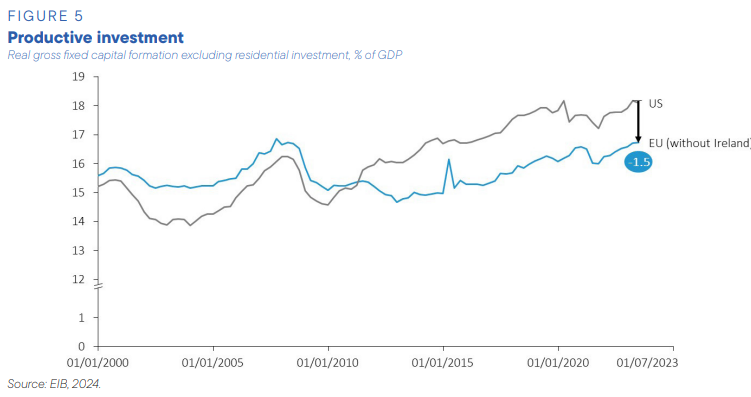 FIGURE 5
Productive investment
Real gross fixed capital formation excluding residential investment, % of GDP
19
18
17
16
15
14
13
12
1
0
US
EU (without Ireland)
-1.5
01/01/2000 01/01/2005 01/01/2010 01/01/2015 01/01/2020 01/07/2023
Source: EIB, 2024.